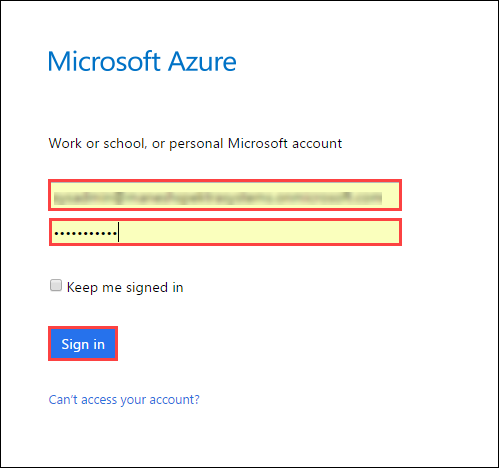 Microsoft Azure
Work or school, or personal Microsoft account
•••••••••••
Keep me signed in
Sign in
Can't access your account?